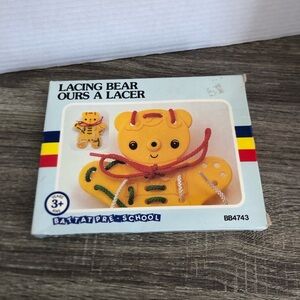 LACING BEAR
OURS A LACER
3+
BATTAT PRE-SCHOOL
BB4743